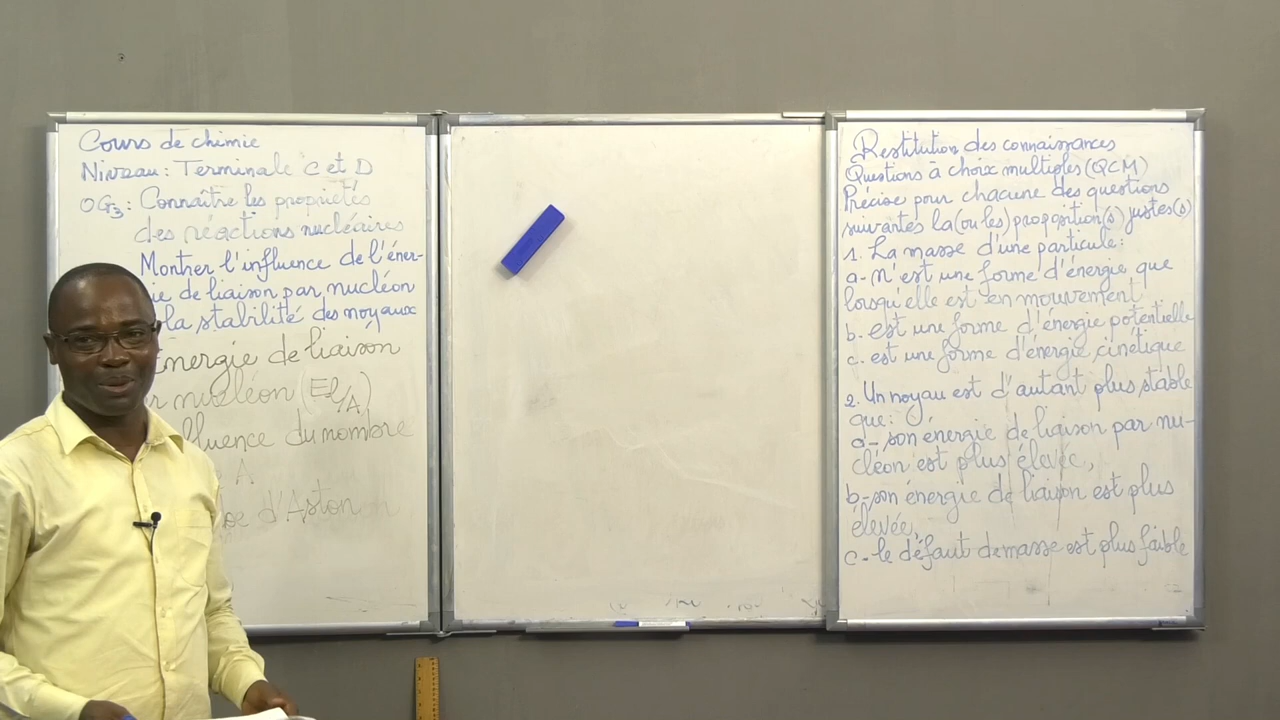 Cours de chimie
Niveau : Terminale C et D
OG3 : Connaître les propriétés
des réactions nucléaires
Montrer l'influence de l'éner-
ie de liaison par nucléon
la stabilité des noyaux
Énergie de liaison
r nucléon (El/A)
fluence du nombre
A
be d'Aston
Restitution des connaissances
Questions à choix multiples (QCM)
Précise pour chacune des questions
suivantes la (ou les) proposition(s) justes(s)
1. La masse d'une particule :
a- n'est une forme d'énergie que
lorsqu'elle est en mouvement
b. est une forme d'énergie potentielle
c. est une forme d'énergie cinétique
2. Un noyau est d'autant plus stable
que :
a- son énergie de liaison par nu-
cléon est plus élevée,
b- son énergie de liaison est plus
élevée,
c- le défaut de masse est plus faible